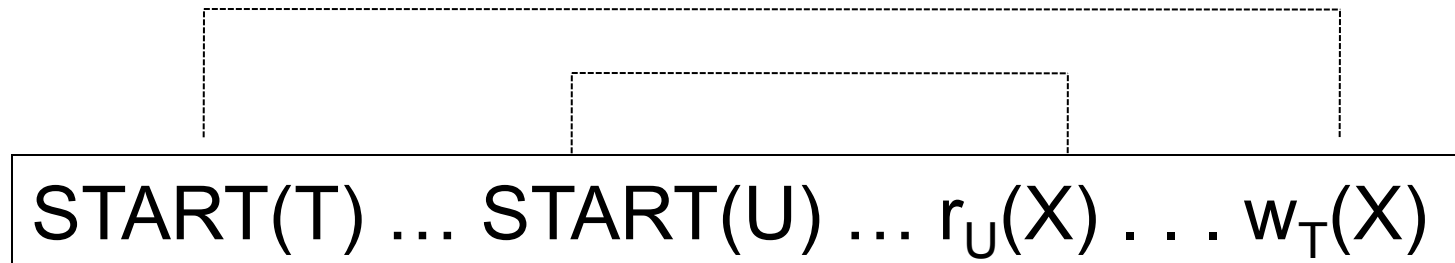 START(T) … START(U) … r_U(X) . . . w_T(X)